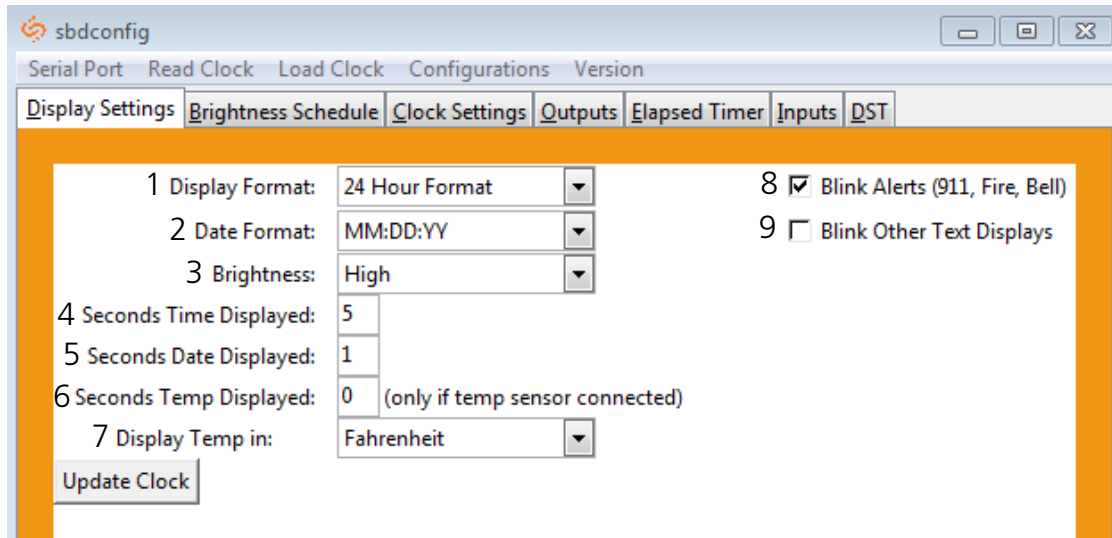 sbdconfig
Serial Port Read Clock Load Clock Configurations Version
Display Settings Brightness Schedule Clock Settings Outputs Elapsed Timer Inputs DST
1 Display Format: 24 Hour Format 8 Blink Alerts (911, Fire, Bell)
2 Date Format: MM:DD:YY 9 Blink Other Text Displays
3 Brightness: High
4 Seconds Time Displayed: 5
5 Seconds Date Displayed: 1
6 Seconds Temp Displayed: 0 (only if temp sensor connected)
7 Display Temp in: Fahrenheit
Update Clock